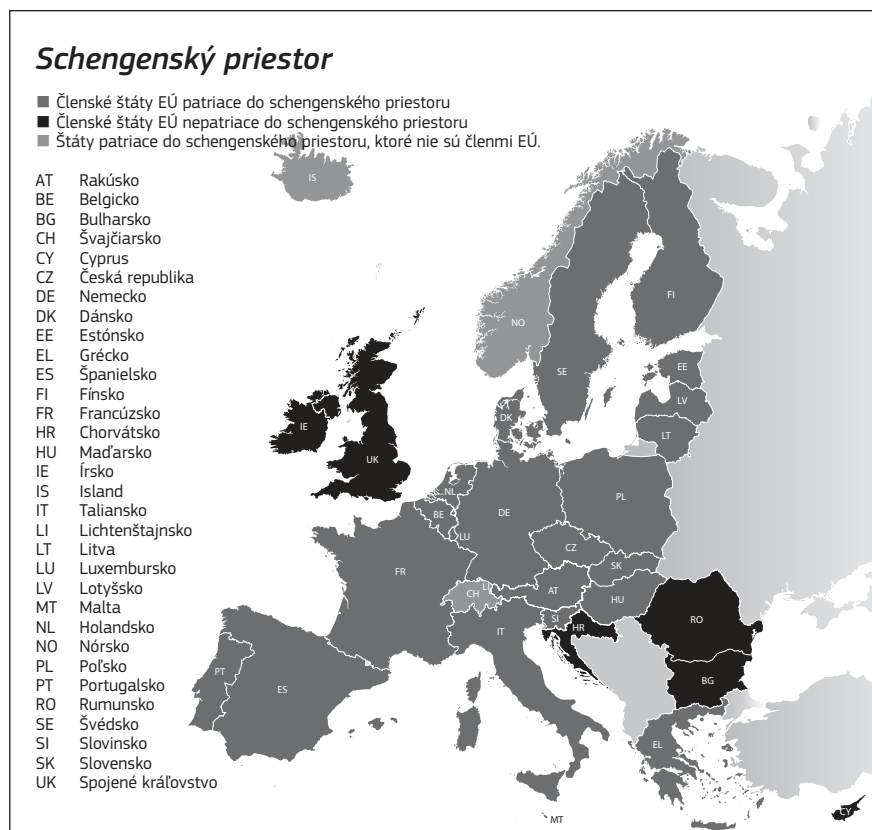 Schengenský priestor
Členské štáty EÚ patriace do schengenského priestoru
Členské štáty EÚ nepatriace do schengenského priestoru
Štáty patriace do schengenského priestoru, ktoré nie sú členmi EÚ.
AT Rakúsko
BE Belgicko
BG Bulharsko
CH Švajčiarsko
CY Cyprus
CZ Česká republika
DE Nemecko
DK Dánsko
EE Estónsko
EL Grécko
ES Španielsko
FI Fínsko
FR Francúzsko
HR Chorvátsko
HU Maďarsko
IE Írsko
IS Island
IT Taliansko
LI Lichtenštajnsko
LT Litva
LU Luxembursko
LV Lotyšsko
MT Malta
NL Holandsko
NO Nórsko
PL Poľsko
PT Portugalsko
RO Rumunsko
SE Švédsko
SI Slovinsko
SK Slovensko
UK Spojené kráľovstvo
IS
NO
FI
SE
EE
LV
LT
DK
IE
UK
NL
BE
LU
DE
PL
CZ
SK
FR
CH
LI
AT
HU
SI
HR
RO
IT
BG
PT
ES
EL
MT
CY